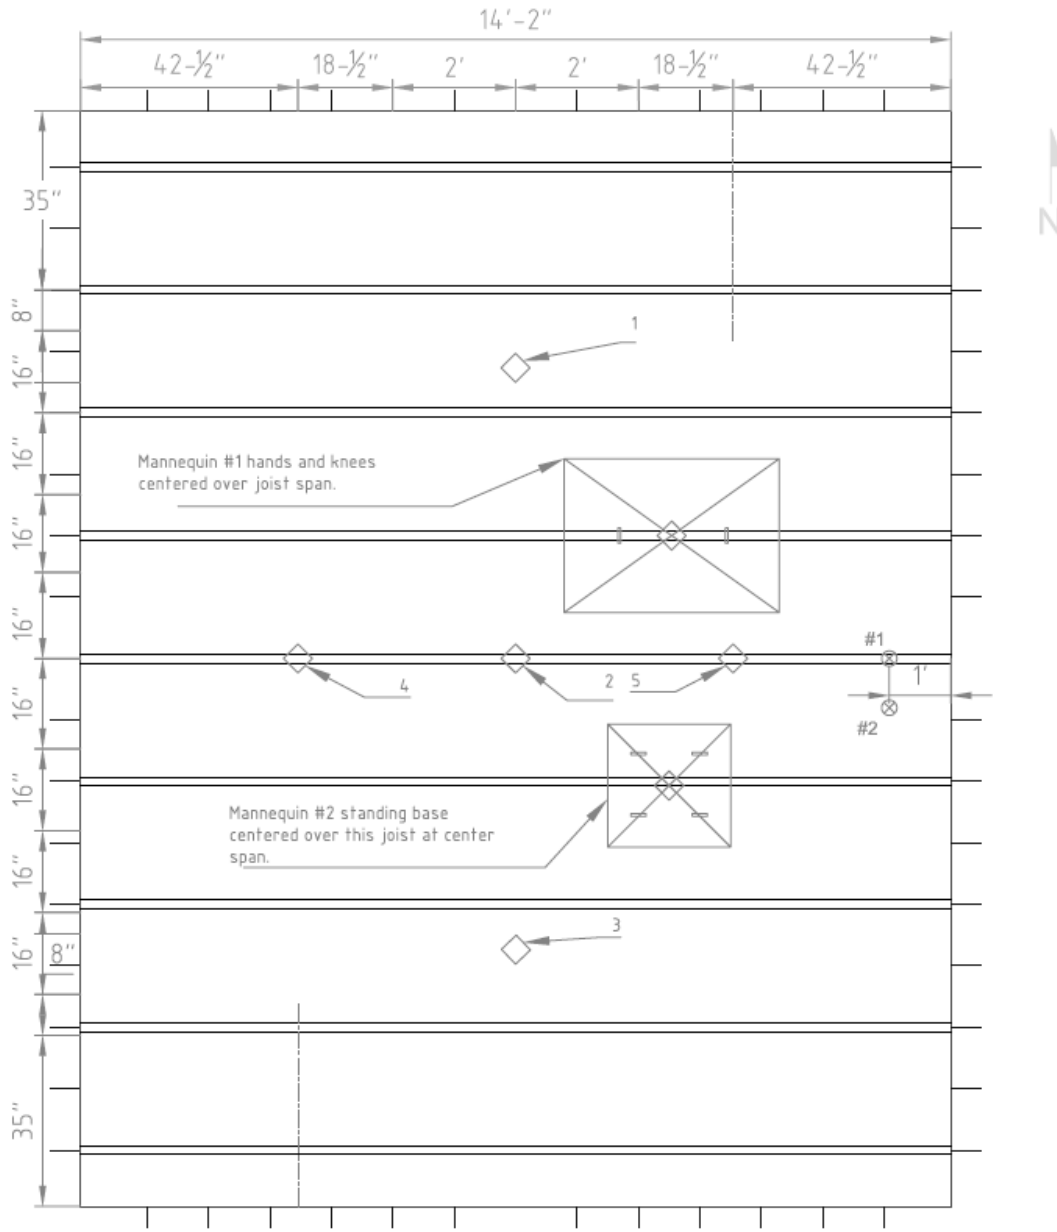 14'-2"
42-½" 18-½" 2' 2' 18-½" 42-½"
35"
N
8"
1
16"
Mannequin #1 hands and knees
centered over joist span.
16"
16"
16"
#1
4 2 5 1'
16"
#2
16"
Mannequin #2 standing base
centered over this joist at center
span.
16"
3
16" 8"
35"